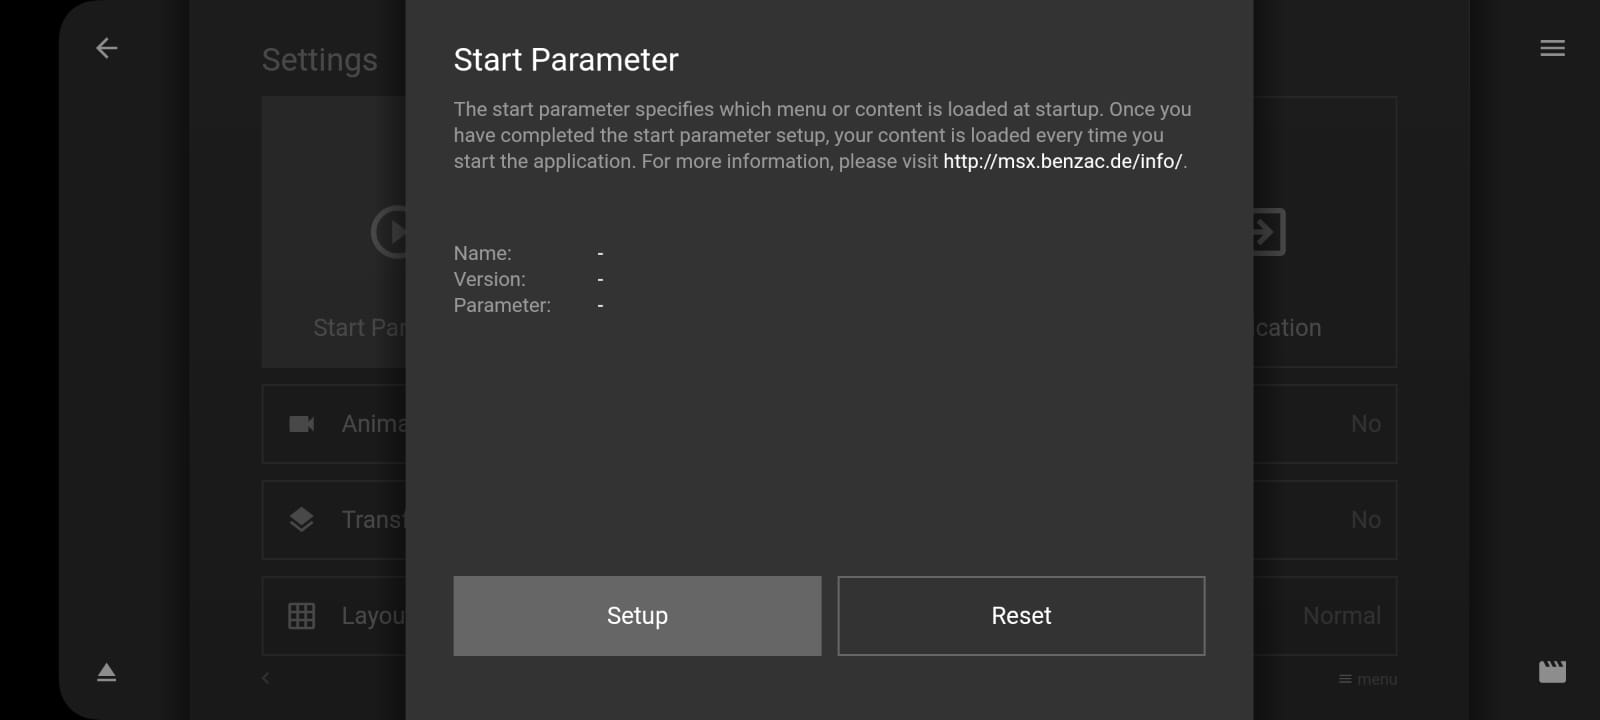 Settings
Start Parameter
The start parameter specifies which menu or content is loaded at startup. Once you
have completed the start parameter setup, your content is loaded every time you
start the application. For more information, please visit http://msx.benzac.de/info/.
Name: -
Version: -
Parameter: -
Start Par
cation
Anima
No
Transf
No
Layou
Normal
Setup
Reset
menu